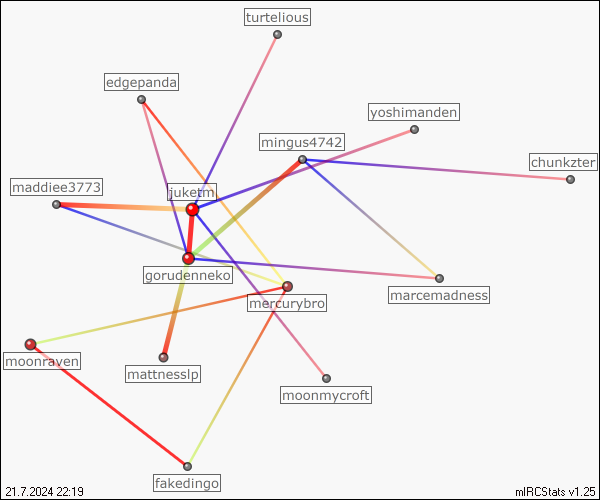 turtelious
edgepanda
yoshimanden
mingus4742
chunkzter
maddiee3773
juketm
gorudenneko
marcemadness
mercurybro
moonraven
mattnesslp
moonmycroft
fakedingo
21.7.2024 22:19
mIRCStats v1.25